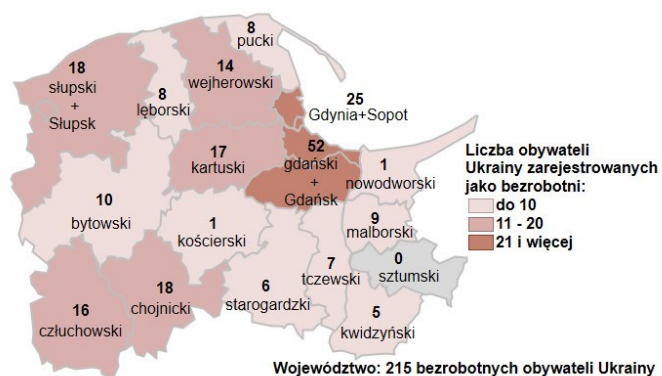 8
pucki
18
słupski
+
Słupsk
8
lęborski
14
wejherowski
25
Gdynia+Sopot
17
kartuski
52
gdański
+
Gdańsk
1
nowodworski
10
bytowski
1
kościerski
9
malborski
0
sztumski
7
tczewski
6
starogardzki
18
chojnicki
16
człuchowski
5
kwidzyński
Liczba obywateli
Ukrainy zarejestrowanych
jako bezrobotni:
do 10
11 - 20
21 i więcej
Województwo: 215 bezrobotnych obywateli Ukrainy